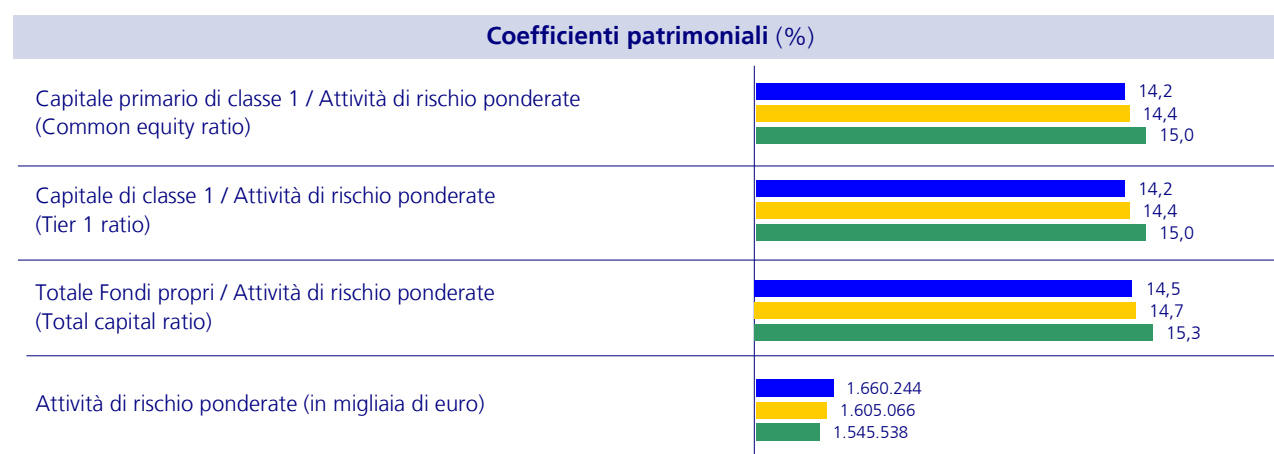 Coefficienti patrimoniali (%)
Capitale primario di classe 1 / Attività di rischio ponderate
(Common equity ratio)
14,2
14,4
15,0
Capitale di classe 1 / Attività di rischio ponderate
(Tier 1 ratio)
14,2
14,4
15,0
Totale Fondi propri / Attività di rischio ponderate
(Total capital ratio)
14,5
14,7
15,3
Attività di rischio ponderate (in migliaia di euro)
1.660.244
1.605.066
1.545.538